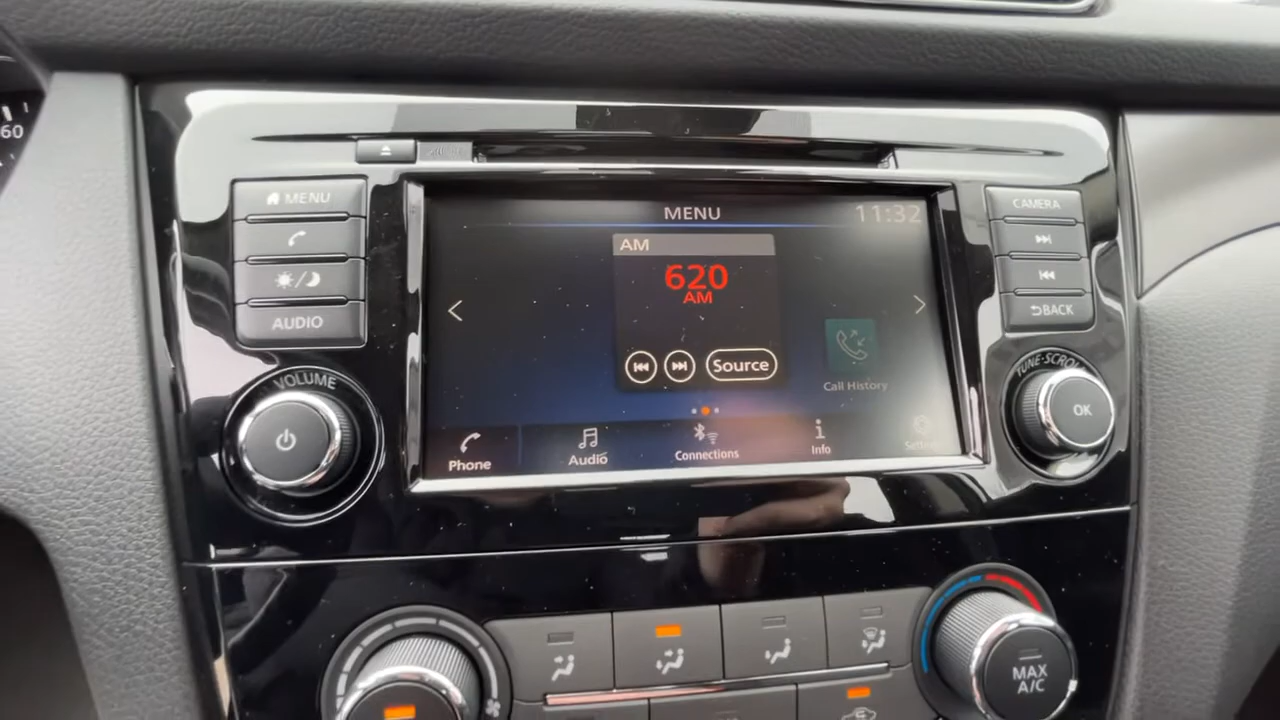 60
MENU
AUDIO
VOLUME
MENU
11:32
AM
620
AM
Source
Call History
Phone
Audio
Connections
Info
CAMERA
BACK
TUNE·SCROLL
OK
MAX
A/C